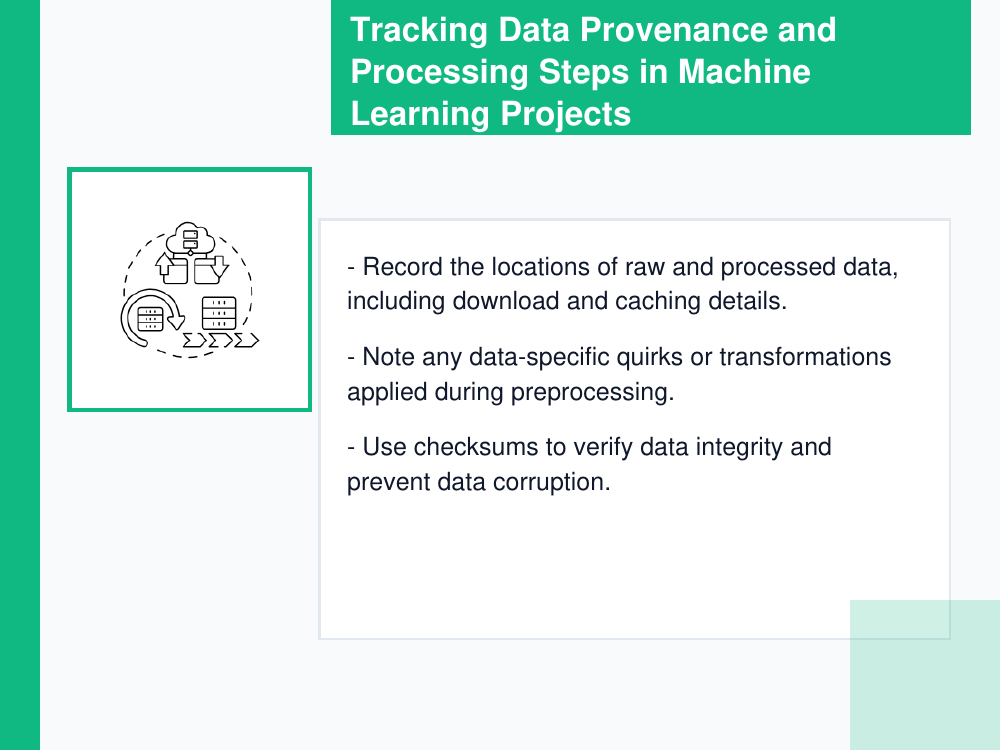 Tracking Data Provenance and
Processing Steps in Machine
Learning Projects
- Record the locations of raw and processed data,
including download and caching details.
- Note any data-specific quirks or transformations
applied during preprocessing.
- Use checksums to verify data integrity and
prevent data corruption.